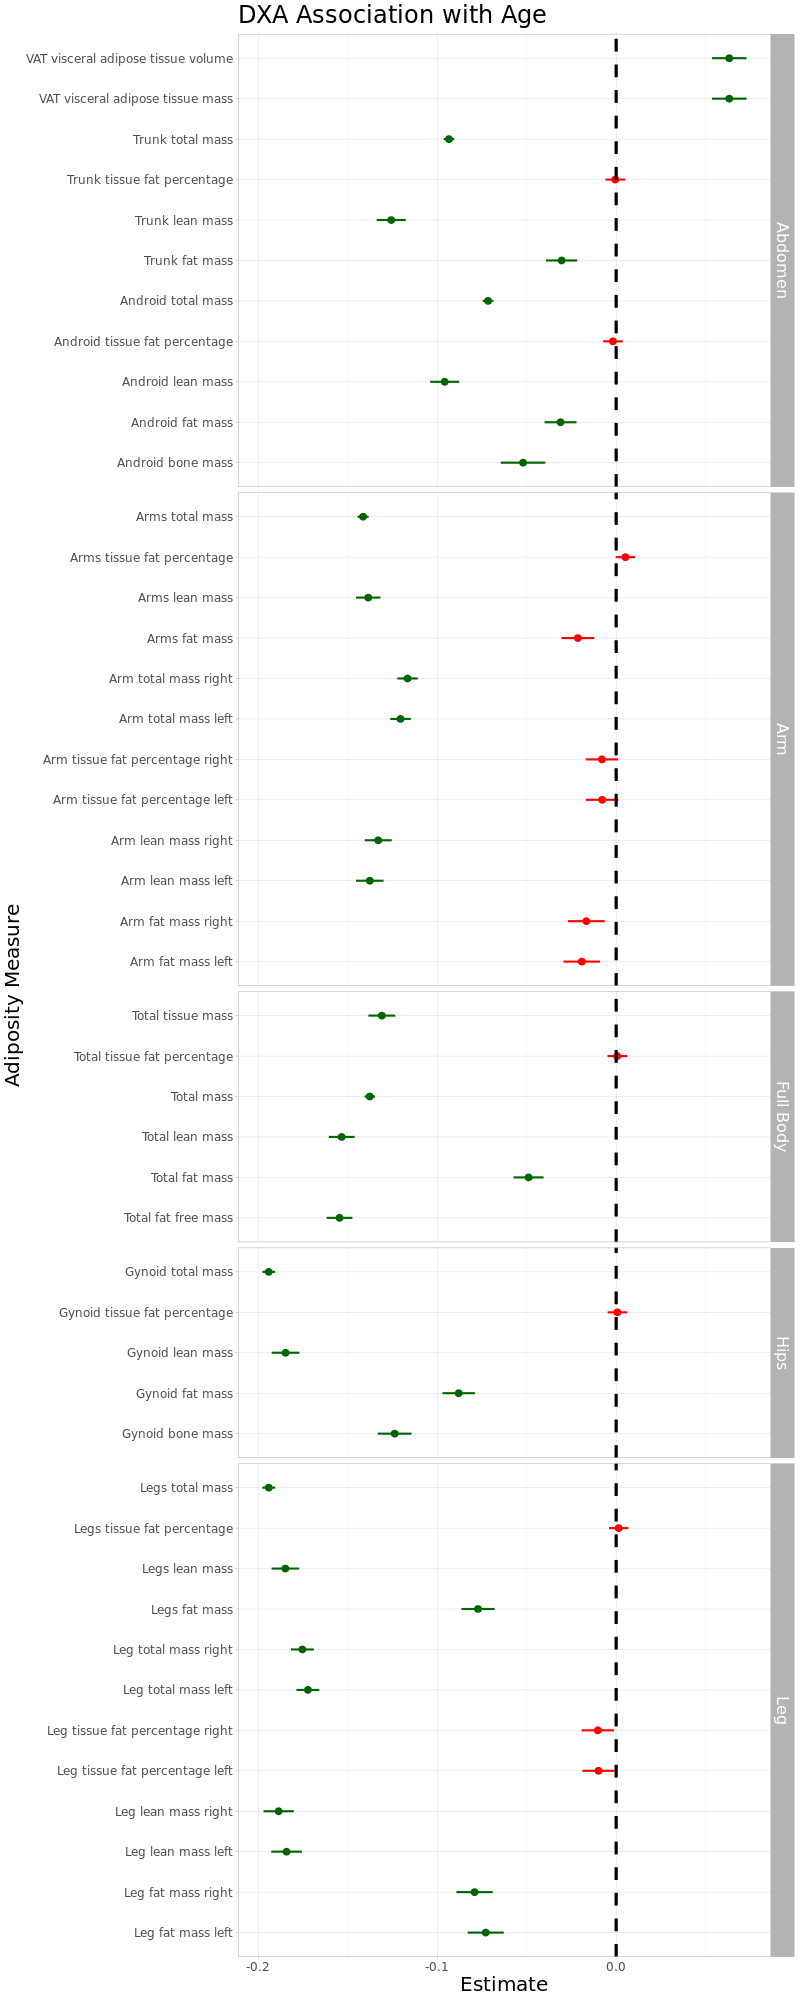 DXA Association with Age
VAT visceral adipose tissue volume
VAT visceral adipose tissue mass
Trunk total mass
Trunk tissue fat percentage
Trunk lean mass
Trunk fat mass
Android total mass
Android tissue fat percentage
Android lean mass
Android fat mass
Android bone mass
Abdomen
Arms total mass
Arms tissue fat percentage
Arms lean mass
Arms fat mass
Arm total mass right
Arm total mass left
Arm tissue fat percentage right
Arm tissue fat percentage left
Arm lean mass right
Arm lean mass left
Arm fat mass right
Arm fat mass left
Arm
Adiposity Measure
Total tissue mass
Total tissue fat percentage
Total mass
Total lean mass
Total fat mass
Total fat free mass
Full Body
Gynoid total mass
Gynoid tissue fat percentage
Gynoid lean mass
Gynoid fat mass
Gynoid bone mass
Hips
Legs total mass
Legs tissue fat percentage
Legs lean mass
Legs fat mass
Leg total mass right
Leg total mass left
Leg tissue fat percentage right
Leg tissue fat percentage left
Leg lean mass right
Leg lean mass left
Leg fat mass right
Leg fat mass left
Leg
-0.2 -0.1 0.0
Estimate